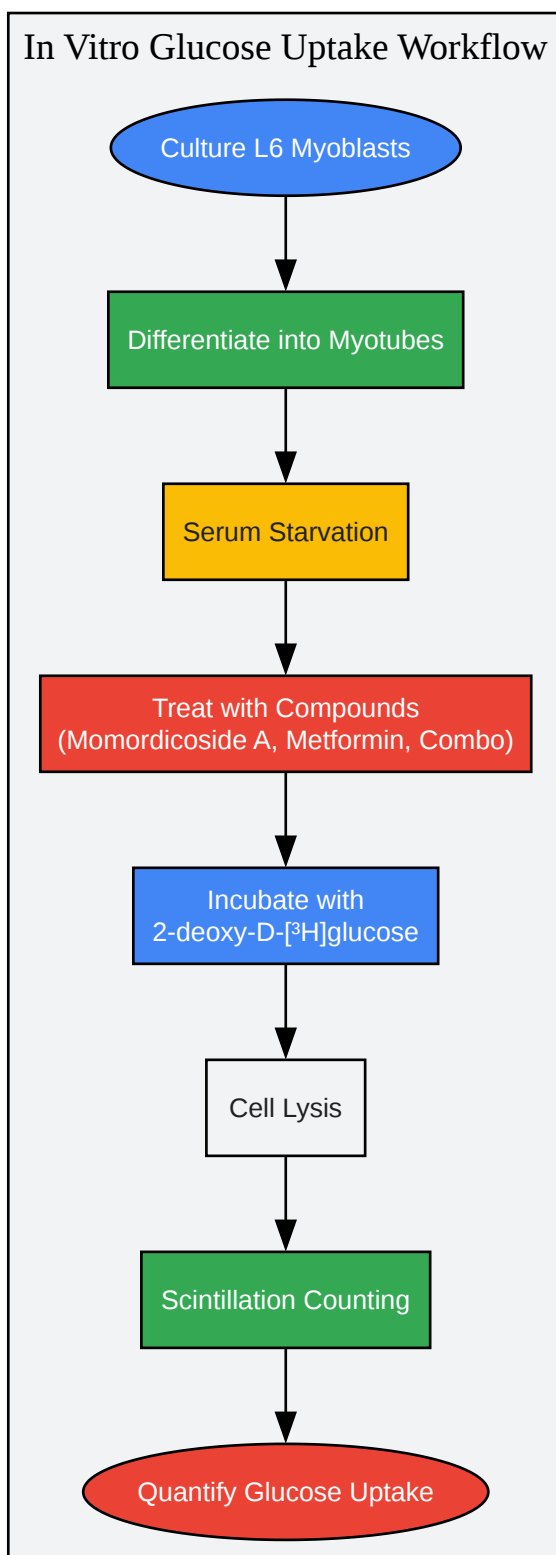 In Vitro Glucose Uptake Workflow
Culture L6 Myoblasts
Differentiate into Myotubes
Serum Starvation
Treat with Compounds
(Momordicoside A, Metformin, Combo)
Incubate with
2-deoxy-D-[³H]glucose
Cell Lysis
Scintillation Counting
Quantify Glucose Uptake